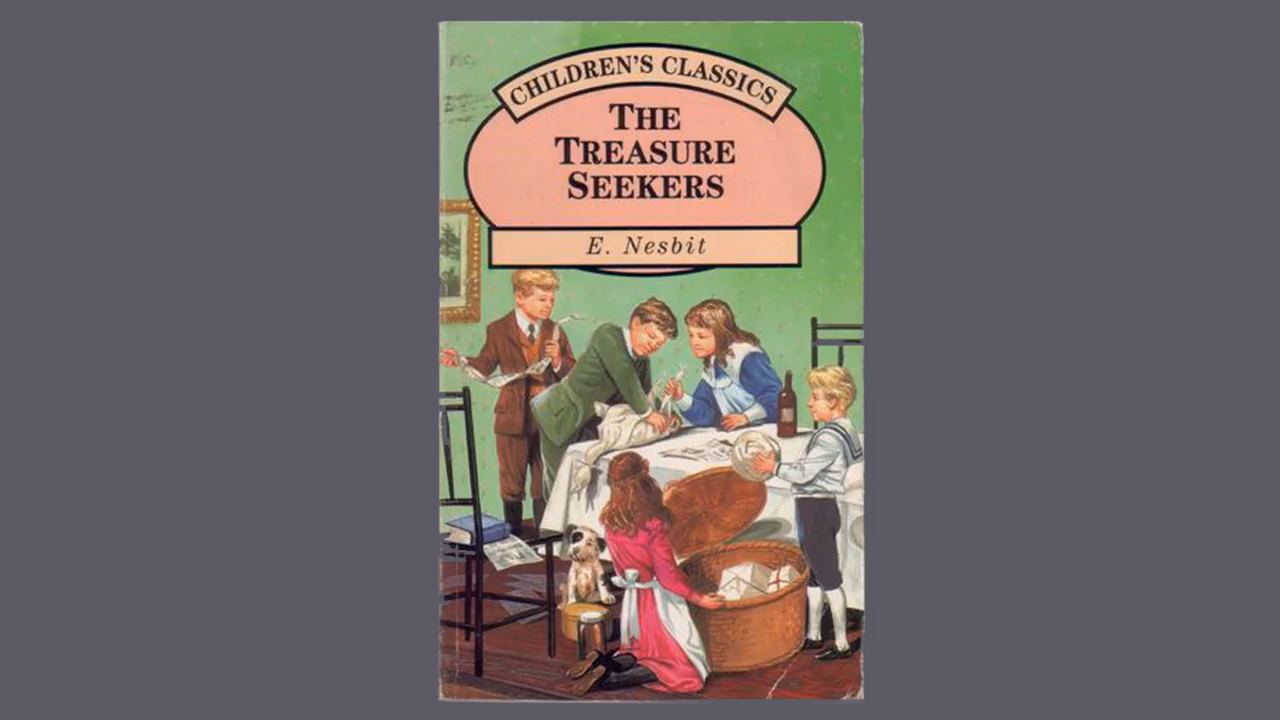 CHILDREN'S CLASSICS
THE
TREASURE
SEEKERS
E. Nesbit